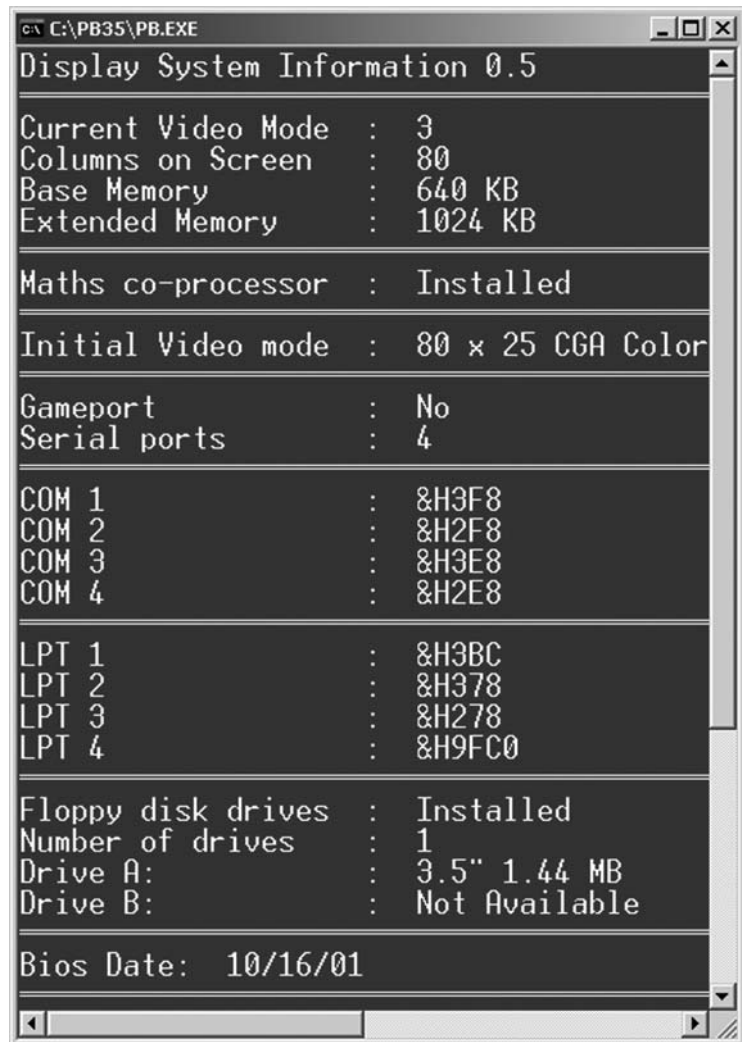 C:\PB35\PB.EXE
Display System Information 0.5
Current Video Mode : 3
Columns on Screen : 80
Base Memory : 640 KB
Extended Memory : 1024 KB
Maths co-processor : Installed
Initial Video mode : 80 x 25 CGA Color
Gameport : No
Serial ports : 4
COM 1 : &H3F8
COM 2 : &H2F8
COM 3 : &H3E8
COM 4 : &H2E8
LPT 1 : &H3BC
LPT 2 : &H378
LPT 3 : &H278
LPT 4 : &H9FC0
Floppy disk drives : Installed
Number of drives : 1
Drive A: : 3.5" 1.44 MB
Drive B: : Not Available
Bios Date: 10/16/01